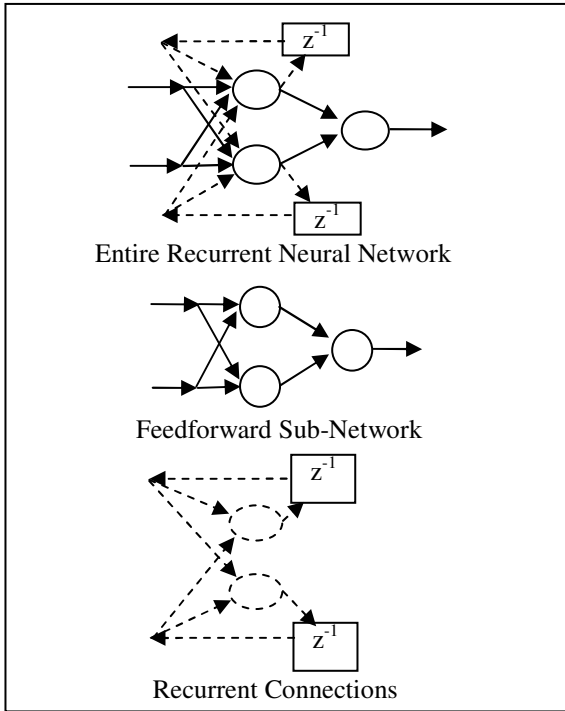 z⁻¹
z⁻¹
Entire Recurrent Neural Network
Feedforward Sub-Network
z⁻¹
z⁻¹
Recurrent Connections